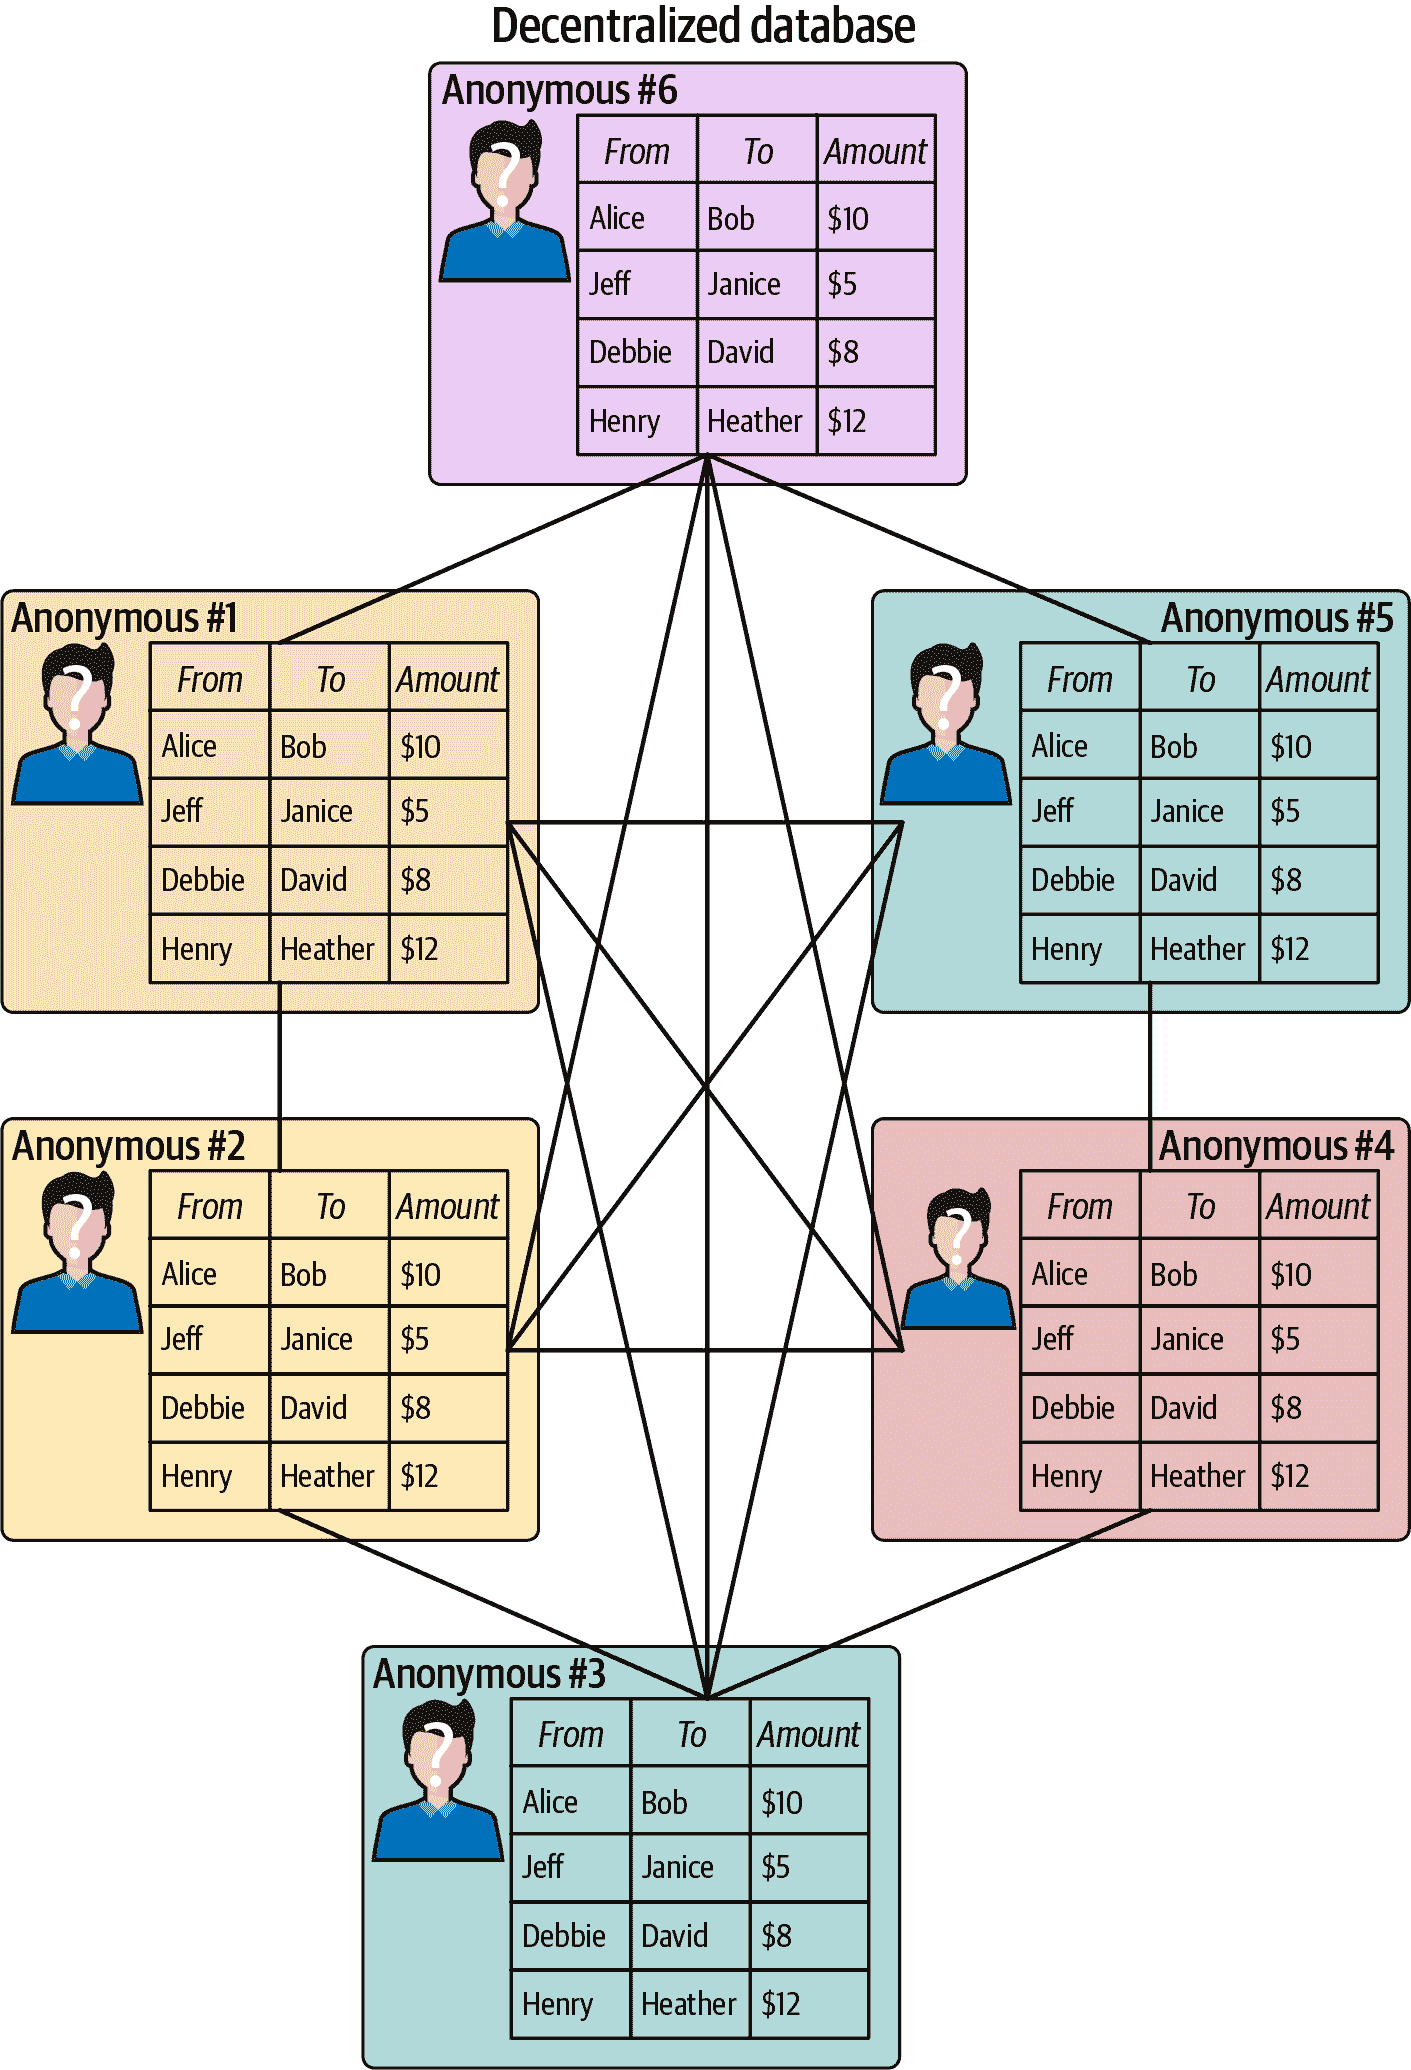 Decentralized database
Anonymous #6
?
From To Amount
Alice Bob $10
Jeff Janice $5
Debbie David $8
Henry Heather $12
Anonymous #1
?
From To Amount
Alice Bob $10
Jeff Janice $5
Debbie David $8
Henry Heather $12
Anonymous #5
?
From To Amount
Alice Bob $10
Jeff Janice $5
Debbie David $8
Henry Heather $12
Anonymous #2
?
From To Amount
Alice Bob $10
Jeff Janice $5
Debbie David $8
Henry Heather $12
Anonymous #4
?
From To Amount
Alice Bob $10
Jeff Janice $5
Debbie David $8
Henry Heather $12
Anonymous #3
?
From To Amount
Alice Bob $10
Jeff Janice $5
Debbie David $8
Henry Heather $12